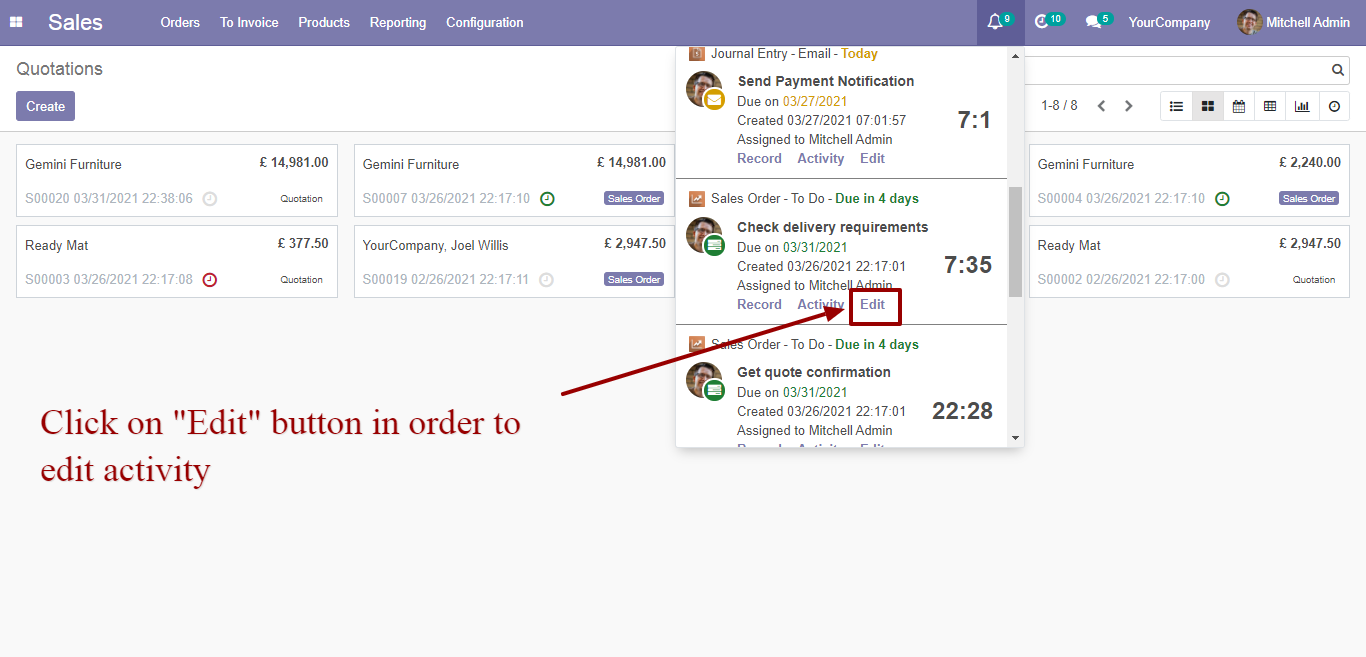 Sales Orders To Invoice Products Reporting Configuration 9 10 5 YourCompany Mitchell Admin
Quotations
Create
1-8 / 8
Gemini Furniture £ 14,981.00
S00020 03/31/2021 22:38:06 Quotation
Gemini Furniture £ 14,981.00
S00007 03/26/2021 22:17:10 Sales Order
Gemini Furniture £ 2,240.00
S00004 03/26/2021 22:17:10 Sales Order
Ready Mat £ 377.50
S00003 03/26/2021 22:17:08 Quotation
YourCompany, Joel Willis £ 2,947.50
S00019 02/26/2021 22:17:11 Sales Order
Ready Mat £ 2,947.50
S00002 02/26/2021 22:17:00 Quotation
Journal Entry - Email - Today
Send Payment Notification
Due on 03/27/2021
Created 03/27/2021 07:01:57
7:1
Assigned to Mitchell Admin
Record Activity Edit
Sales Order - To Do - Due in 4 days
Check delivery requirements
Due on 03/31/2021
Created 03/26/2021 22:17:01
7:35
Assigned to Mitchell Admin
Record Activity Edit
Sales Order - To Do - Due in 4 days
Get quote confirmation
Due on 03/31/2021
Created 03/26/2021 22:17:01
22:28
Assigned to Mitchell Admin
Record Activity Edit
Click on "Edit" button in order to
edit activity